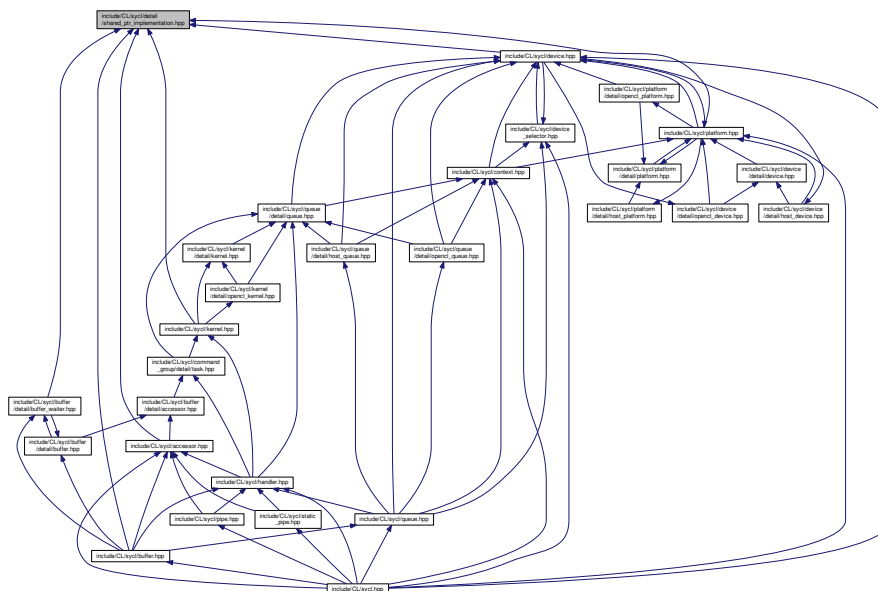 include/CL/sycl/detail
/shared_ptr_implementation.hpp
include/CL/sycl/device.hpp
include/CL/sycl/platform
/detail/opencl_platform.hpp
include/CL/sycl/device
_selector.hpp
include/CL/sycl/platform.hpp
include/CL/sycl/context.hpp
include/CL/sycl/platform
/detail/platform.hpp
include/CL/sycl/device
/detail/device.hpp
include/CL/sycl/queue
/detail/queue.hpp
include/CL/sycl/platform
/detail/host_platform.hpp
include/CL/sycl/device
/detail/opencl_device.hpp
include/CL/sycl/device
/detail/host_device.hpp
include/CL/sycl/kernel
/detail/kernel.hpp
include/CL/sycl/queue
/detail/host_queue.hpp
include/CL/sycl/queue
/detail/opencl_queue.hpp
include/CL/sycl/kernel
/detail/opencl_kernel.hpp
include/CL/sycl/kernel.hpp
include/CL/sycl/command
_group/detail/task.hpp
include/CL/sycl/buffer
/detail/buffer_waiter.hpp
include/CL/sycl/buffer
/detail/accessor.hpp
include/CL/sycl/buffer
/detail/buffer.hpp
include/CL/sycl/accessor.hpp
include/CL/sycl/handler.hpp
include/CL/sycl/pipe.hpp
include/CL/sycl/static
_pipe.hpp
include/CL/sycl/queue.hpp
include/CL/sycl/buffer.hpp
include/CL/sycl.hpp